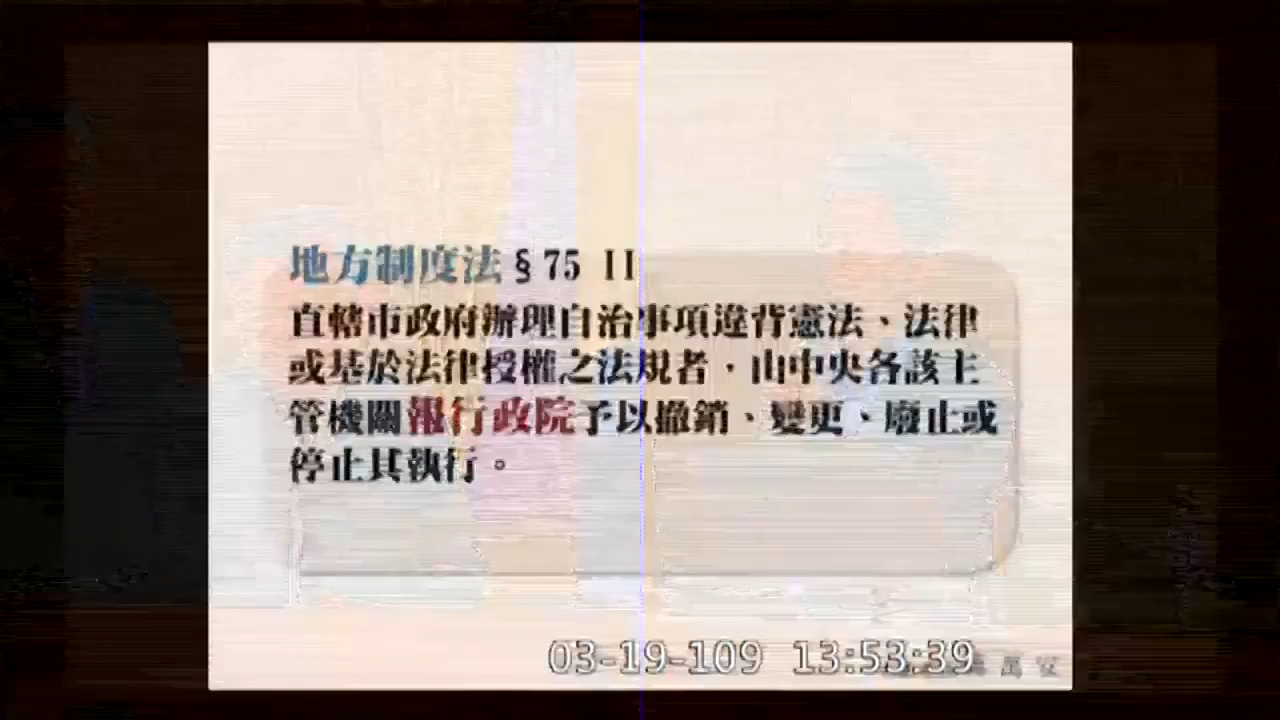 地方制度法§75 II
直轄市政府辦理自治事項違背憲法、法律
或基於法律授權之法規者，由中央各該主
管機關報行政院予以撤銷、變更、廢止或
停止其執行。
03-19-109 13:53:39
萬安